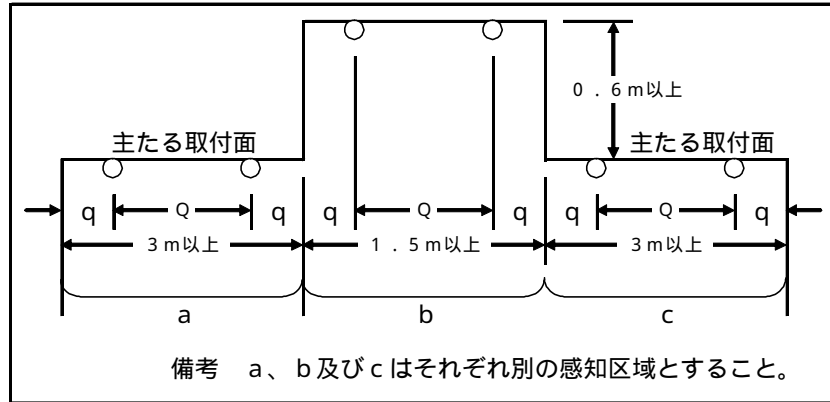 ０．６ｍ以上
主たる取付面 主たる取付面
q Q q q Q q q Q q
３ｍ以上 １．５ｍ以上 ３ｍ以上
a b c
備考　a、b及びcはそれぞれ別の感知区域とすること。